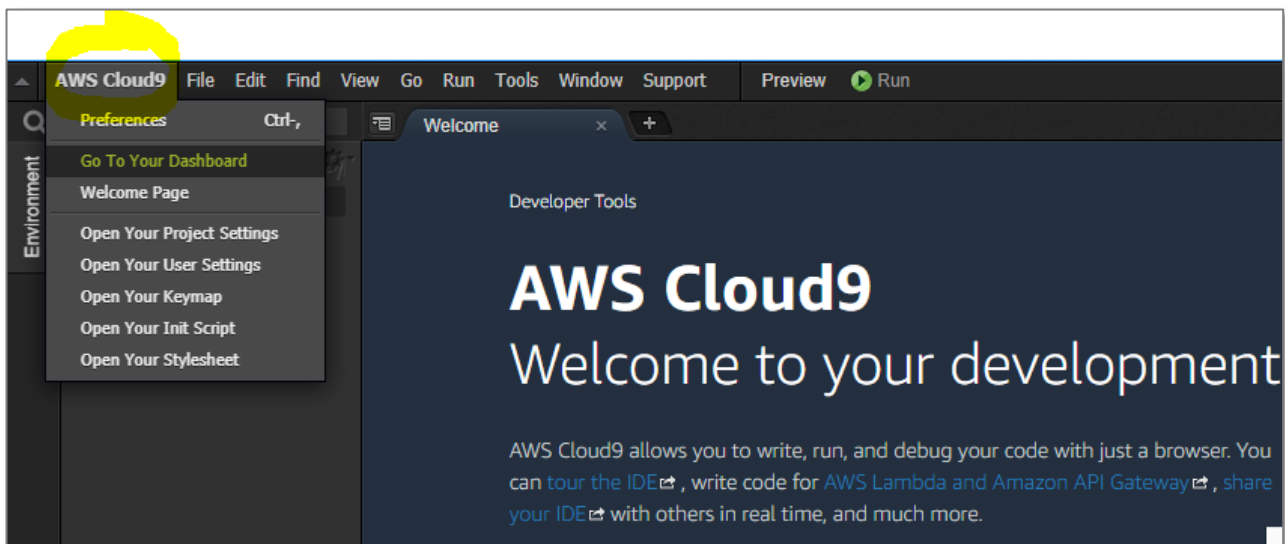 AWS Cloud9 File Edit Find View Go Run Tools Window Support Preview Run
Preferences Ctrl-,
Go To Your Dashboard
Welcome Page
Open Your Project Settings
Open Your User Settings
Open Your Keymap
Open Your Init Script
Open Your Stylesheet
Environment
Welcome × +
Developer Tools
AWS Cloud9
Welcome to your development
AWS Cloud9 allows you to write, run, and debug your code with just a browser. You
can tour the IDE , write code for AWS Lambda and Amazon API Gateway , share
your IDE with others in real time, and much more.